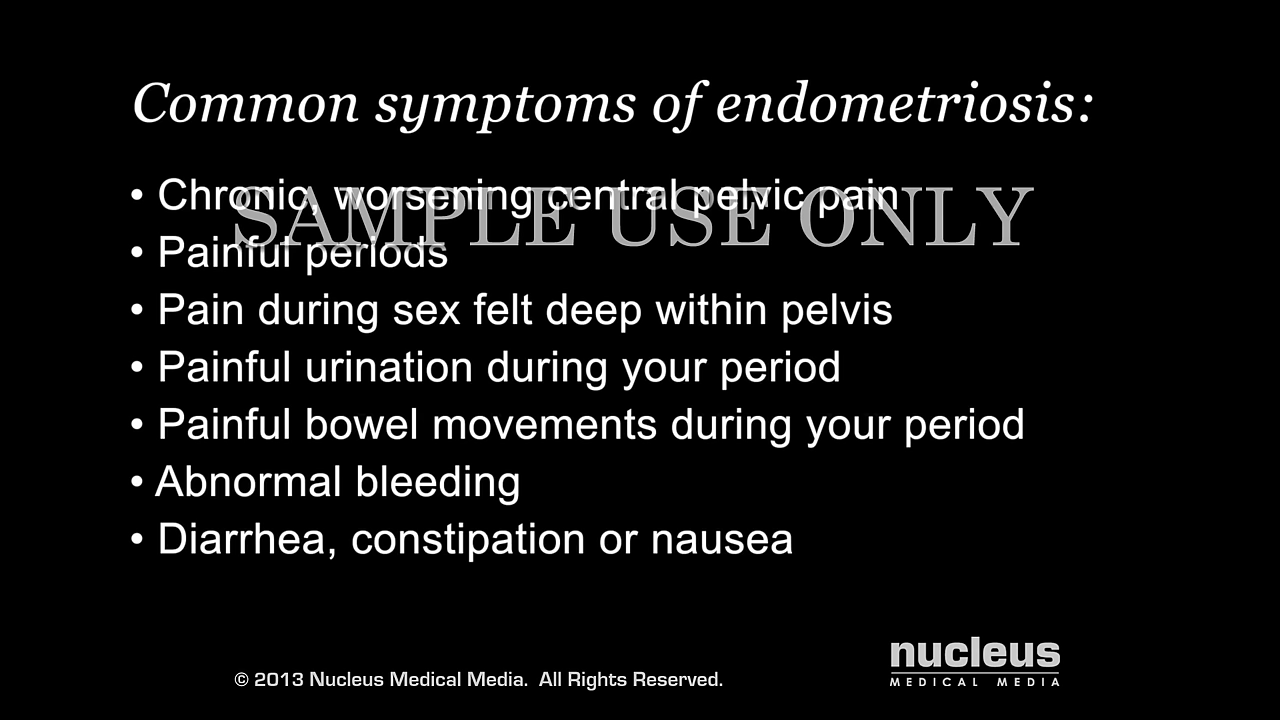 Common symptoms of endometriosis:
• Chronic, worsening central pelvic pain
SAMPLE USE ONLY
• Painful periods
• Pain during sex felt deep within pelvis
• Painful urination during your period
• Painful bowel movements during your period
• Abnormal bleeding
• Diarrhea, constipation or nausea
nucleus
MEDICAL MEDIA
© 2013 Nucleus Medical Media. All Rights Reserved.